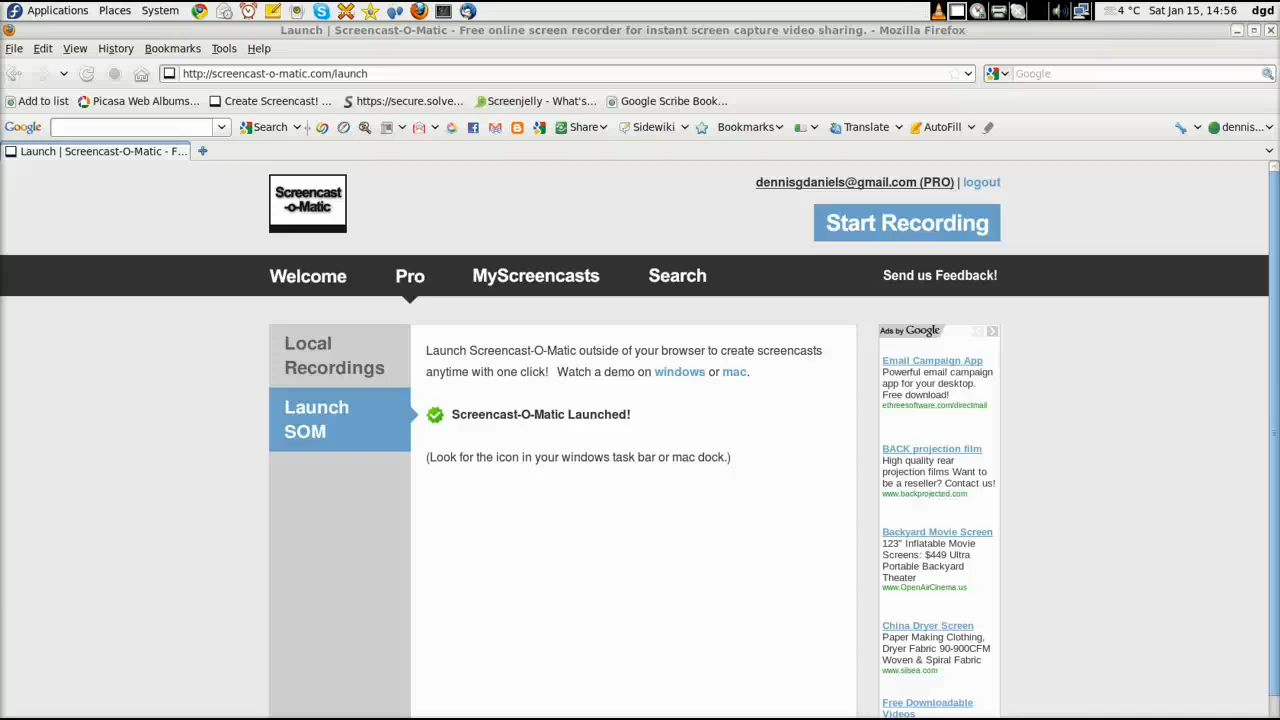 Applications Places System 4 °C Sat Jan 15, 14:56 dgd
Launch | Screencast-O-Matic - Free online screen recorder for instant screen capture video sharing. - Mozilla Firefox
File Edit View History Bookmarks Tools Help
http://screencast-o-matic.com/launch Google
Add to list Picasa Web Albums... Create Screencast! ... https://secure.solve... Screenjelly - What's... Google Scribe Book...
Google Search Share Sidewiki Bookmarks Translate AutoFill dennis...
Launch | Screencast-O-Matic - F...
Screencast
-o-Matic
dennisgdaniels@gmail.com (PRO) | logout
Start Recording
Welcome Pro MyScreencasts Search Send us Feedback!
Local
Recordings
Launch
SOM
Launch Screencast-O-Matic outside of your browser to create screencasts
anytime with one click! Watch a demo on windows or mac.
Screencast-O-Matic Launched!
(Look for the icon in your windows task bar or mac dock.)
Ads by Google
Email Campaign App
Powerful email campaign
app for your desktop.
Free download!
ethreesoftware.com/directmail
BACK projection film
High quality rear
projection films Want to
be a reseller? Contact us!
www.backprojected.com
Backyard Movie Screen
123" Inflatable Movie
Screens: $449 Ultra
Portable Backyard
Theater
www.OpenAirCinema.us
China Dryer Screen
Paper Making Clothing,
Dryer Fabric 90-900CFM
Woven & Spiral Fabric
www.silsea.com
Free Downloadable
Videos